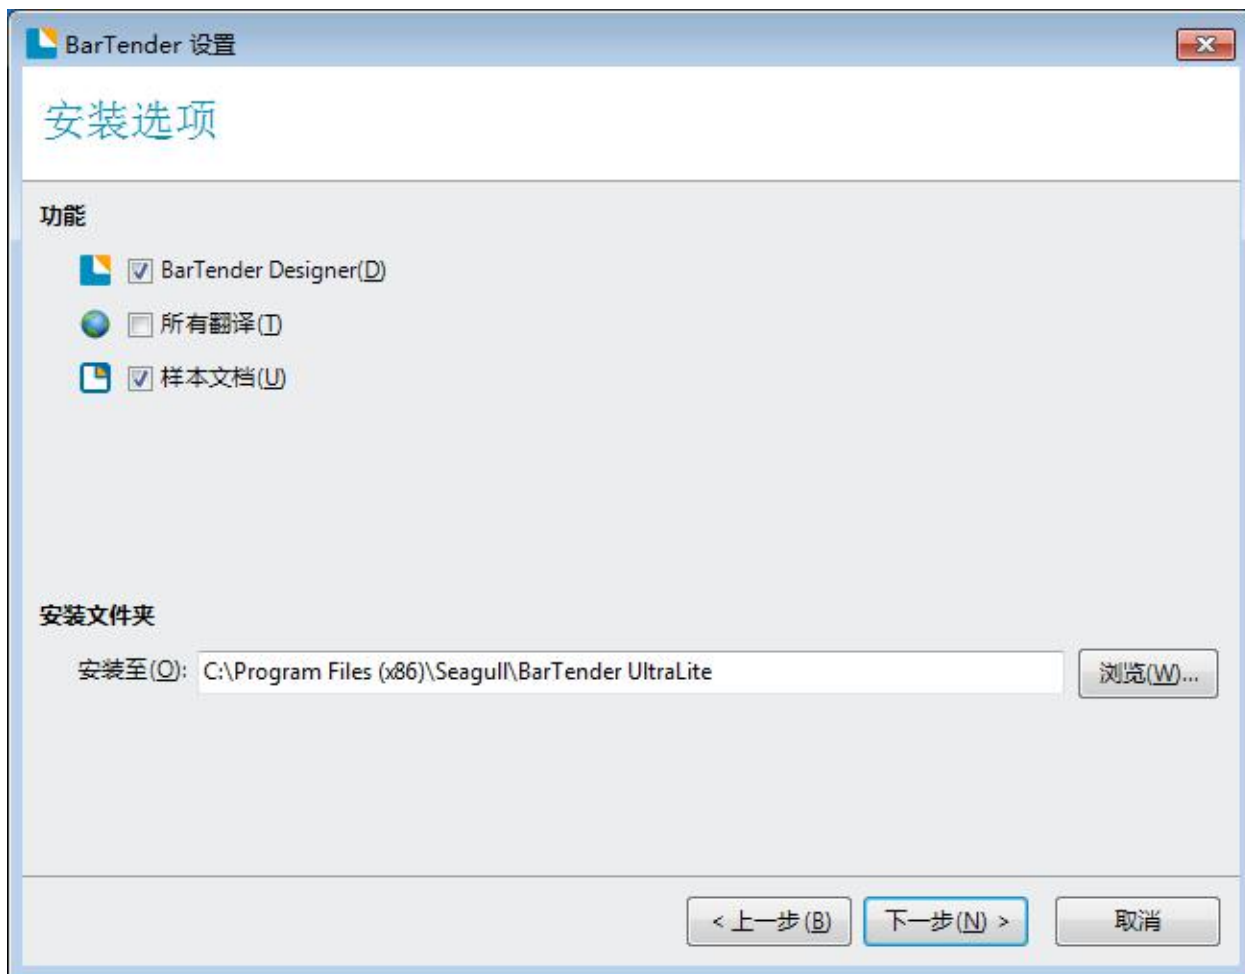 BarTender 设置
安装选项
功能
BarTender Designer(D)
所有翻译(T)
样本文档(U)
安装文件夹
安装至(O): C:\Program Files (x86)\Seagull\BarTender UltraLite 浏览(W)...
< 上一步(B) 下一步(N) > 取消